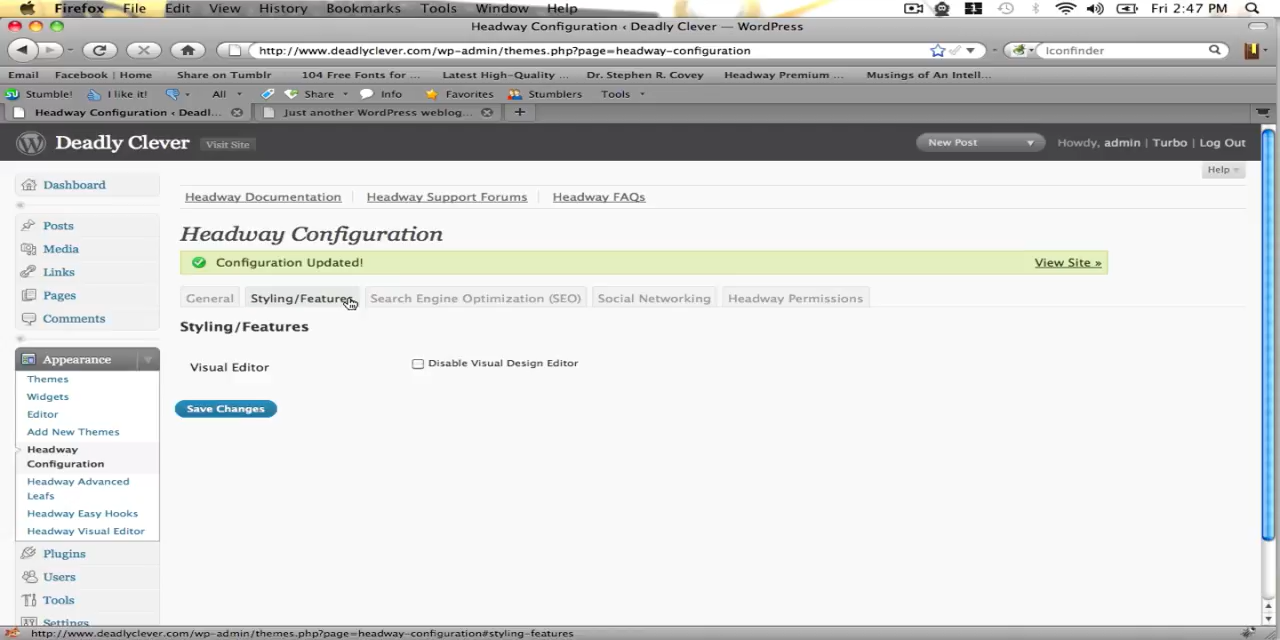 Firefox File Edit View History Bookmarks Tools Window Help Fri 2:47 PM
Headway Configuration ‹ Deadly Clever — WordPress
http://www.deadlyclever.com/wp-admin/themes.php?page=headway-configuration Iconfinder
Email Facebook | Home Share on Tumblr 104 Free Fonts for ... Latest High-Quality ... Dr. Stephen R. Covey Headway Premium ... Musings of An Intell...
Stumble! I like it! All Share Info Favorites Stumblers Tools
Headway Configuration ‹ Deadl... Just another WordPress weblog...
Deadly Clever Visit Site New Post Howdy, admin | Turbo | Log Out
Help
Dashboard
Posts
Media
Links
Pages
Comments
Appearance
Themes
Widgets
Editor
Add New Themes
Headway
Configuration
Headway Advanced
Leafs
Headway Easy Hooks
Headway Visual Editor
Plugins
Users
Tools
Settings
Headway Documentation | Headway Support Forums | Headway FAQs
Headway Configuration
Configuration Updated! View Site »
General Styling/Features Search Engine Optimization (SEO) Social Networking Headway Permissions
Styling/Features
Visual Editor Disable Visual Design Editor
Save Changes
http://www.deadlyclever.com/wp-admin/themes.php?page=headway-configuration#styling-features